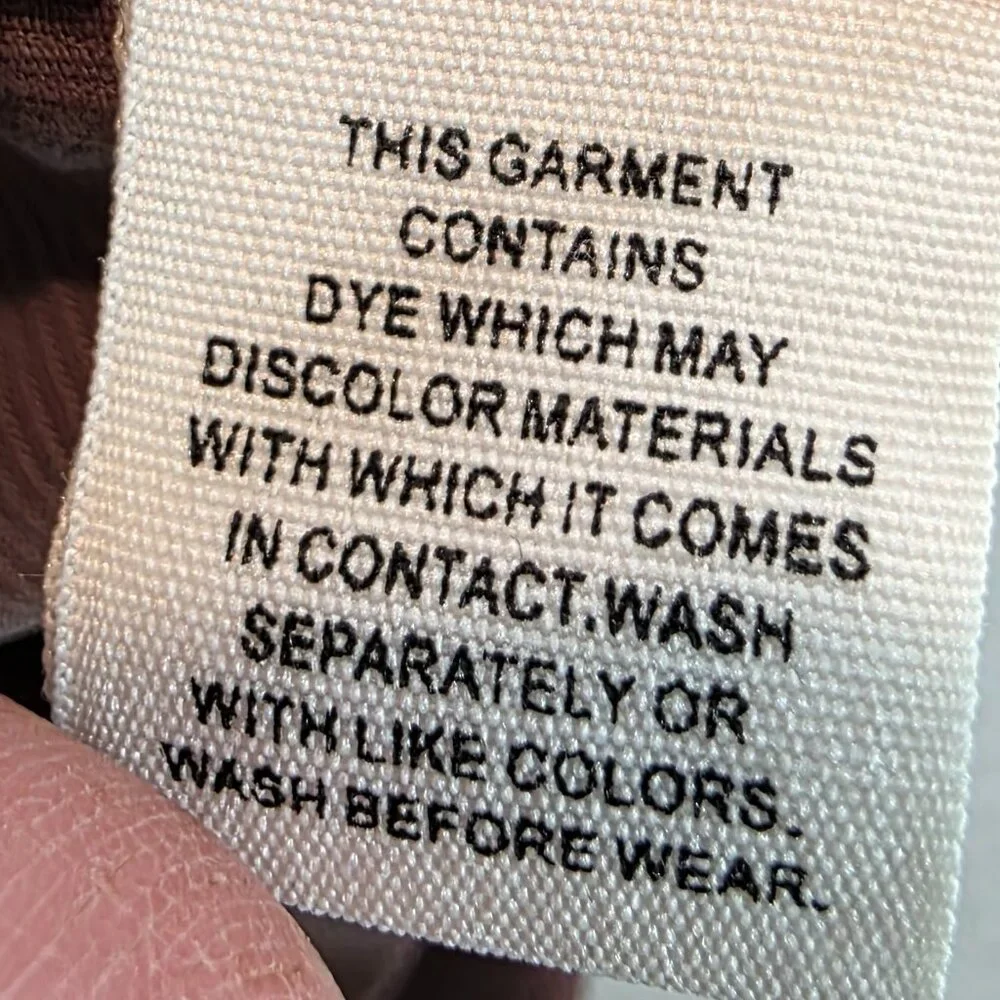 THIS GARMENT
CONTAINS
DYE WHICH MAY
DISCOLOR MATERIALS
WITH WHICH IT COMES
IN CONTACT.WASH
SEPARATELY OR
WITH LIKE COLORS.
WASH BEFORE WEAR.